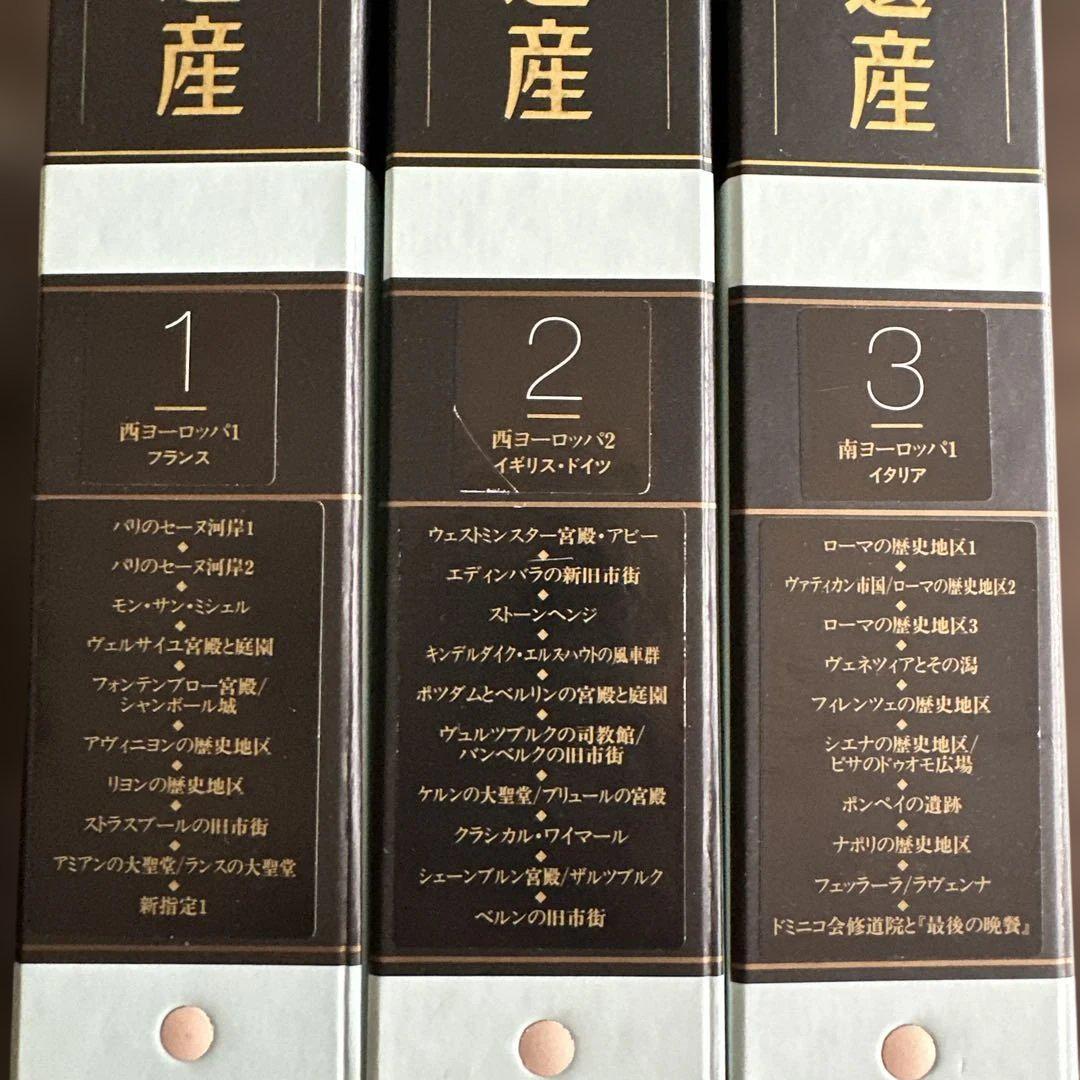 遺産
1
西ヨーロッパ1
フランス
パリのセーヌ河岸1
パリのセーヌ河岸2
モン・サン・ミシェル
ヴェルサイユ宮殿と庭園
フォンテンブロー宮殿/
シャンボール城
アヴィニヨンの歴史地区
リヨンの歴史地区
ストラスブールの旧市街
アミアンの大聖堂/ランスの大聖堂
新指定1
遺産
2
西ヨーロッパ2
イギリス・ドイツ
ウェストミンスター宮殿・アビー
エディンバラの新旧市街
ストーンヘンジ
キンデルダイク・エルスハウトの風車群
ポツダムとベルリンの宮殿と庭園
ヴュルツブルクの司教館/
バンベルクの旧市街
ケルンの大聖堂/ブリュールの宮殿
クラシカル・ワイマール
シェーンブルン宮殿/ザルツブルク
ベルンの旧市街
遺産
3
南ヨーロッパ1
イタリア
ローマの歴史地区1
ヴァティカン市国/ローマの歴史地区2
ローマの歴史地区3
ヴェネツィアとその潟
フィレンツェの歴史地区
シエナの歴史地区/
ピサのドゥオモ広場
ポンペイの遺跡
ナポリの歴史地区
フェッラーラ/ラヴェンナ
ドミニコ会修道院と『最後の晩餐』